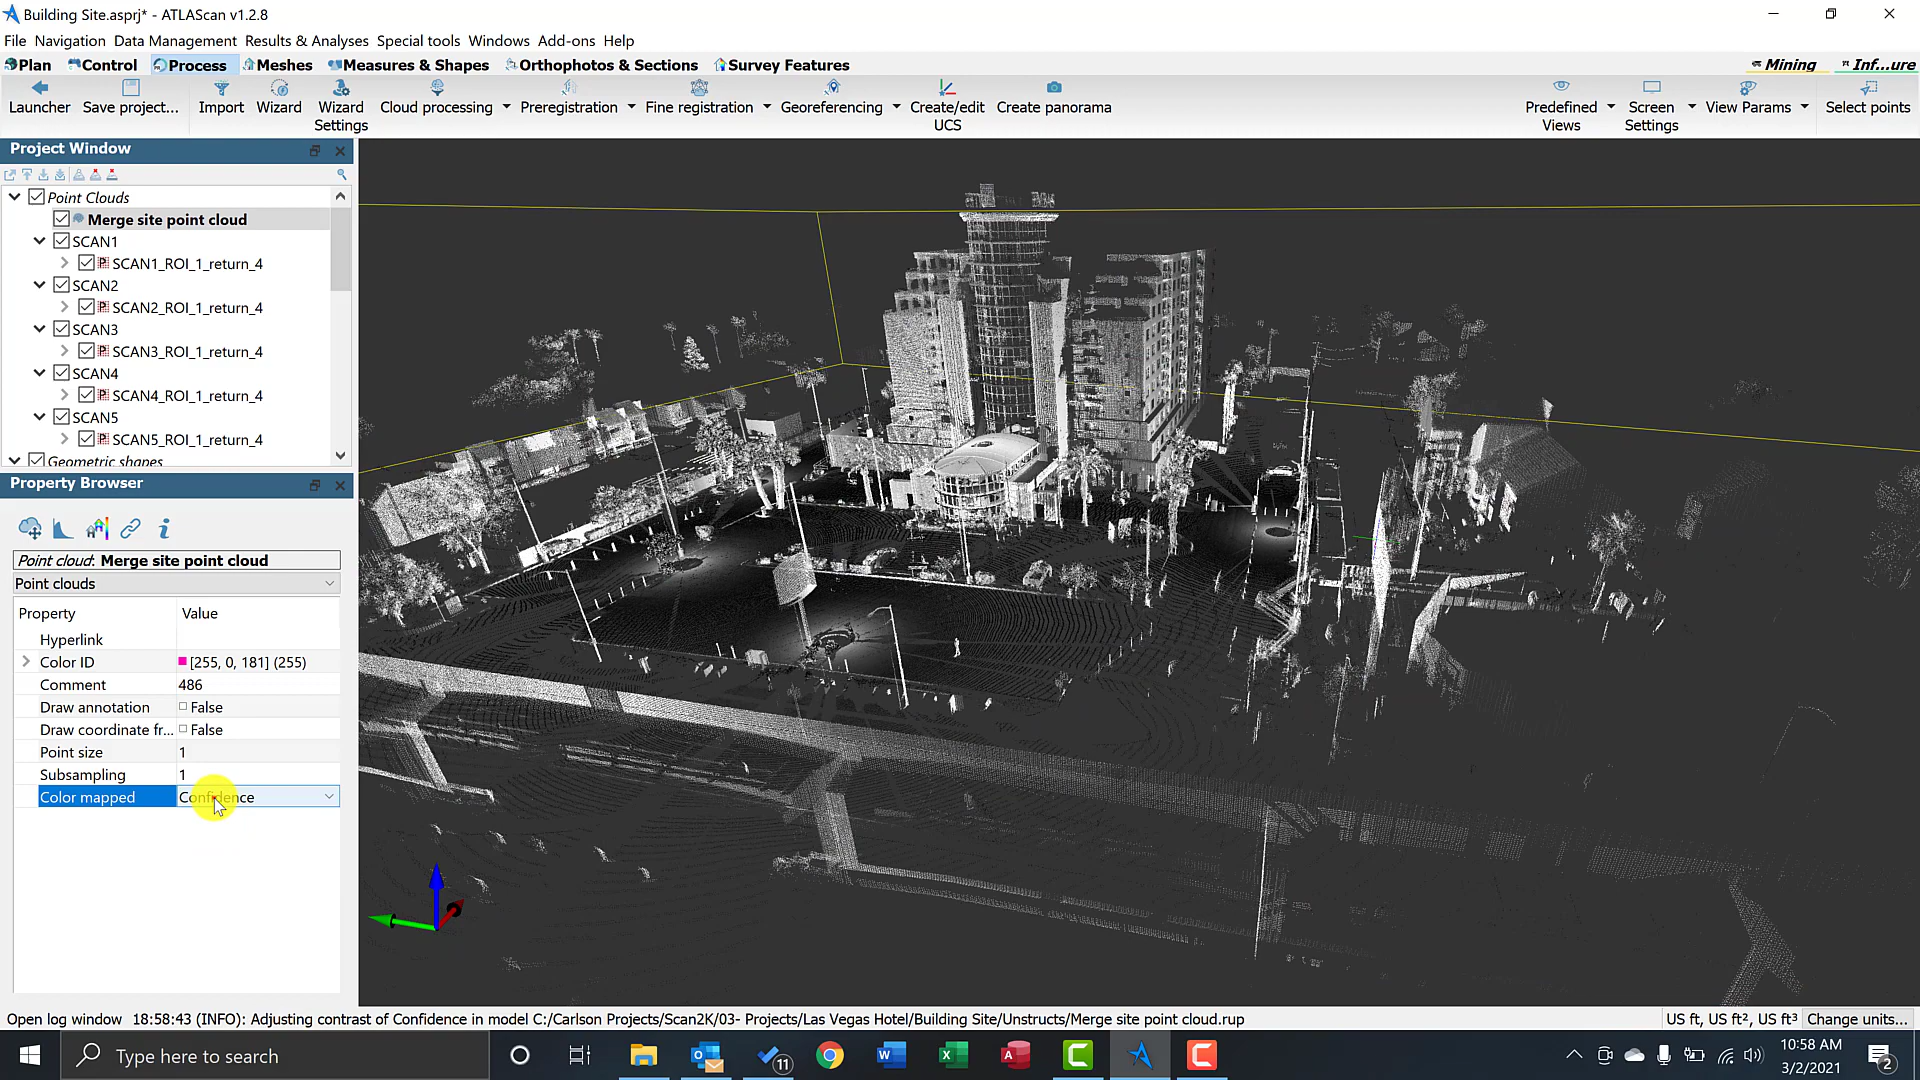 Building Site.asprj* - ATLAScan v1.2.8
File Navigation Data Management Results & Analyses Special tools Windows Add-ons Help
Plan Control Process Meshes Measures & Shapes Orthophotos & Sections Survey Features Mining Inf...ure
Launcher Save project... Import Wizard Wizard Settings Cloud processing Preregistration Fine registration Georeferencing Create/edit UCS Create panorama Predefined Views Screen Settings View Params Select points
Project Window
Point Clouds
Merge site point cloud
SCAN1
SCAN1_ROI_1_return_4
SCAN2
SCAN2_ROI_1_return_4
SCAN3
SCAN3_ROI_1_return_4
SCAN4
SCAN4_ROI_1_return_4
SCAN5
SCAN5_ROI_1_return_4
Geometric shapes
Property Browser
Point cloud: Merge site point cloud
Point clouds
Property Value
Hyperlink
Color ID [255, 0, 181] (255)
Comment 486
Draw annotation False
Draw coordinate fr... False
Point size 1
Subsampling 1
Color mapped Confidence
Open log window 18:58:43 (INFO): Adjusting contrast of Confidence in model C:/Carlson Projects/Scan2K/03- Projects/Las Vegas Hotel/Building Site/Unstructs/Merge site point cloud.rup US ft, US ft², US ft³ Change units...
Type here to search
11
10:58 AM
3/2/2021
2